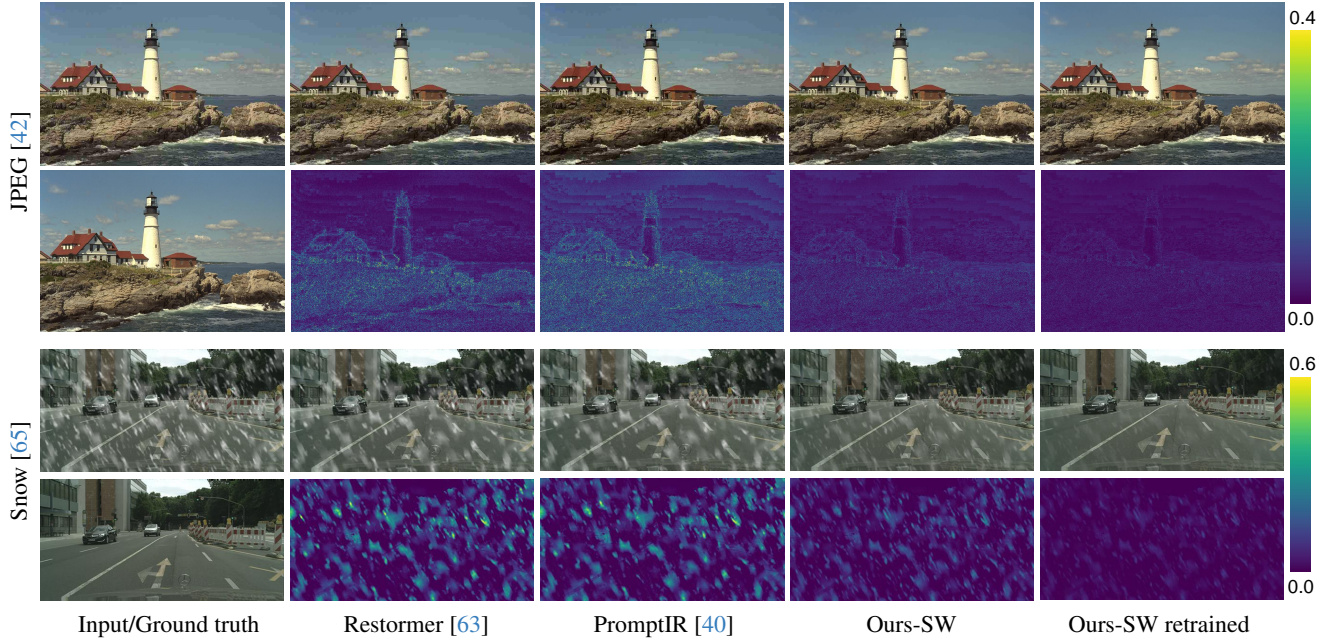 JPEG [42]
0.4
0.0
Snow [65]
0.6
0.0
Input/Ground truth
Restormer [63]
PromptIR [40]
Ours-SW
Ours-SW retrained